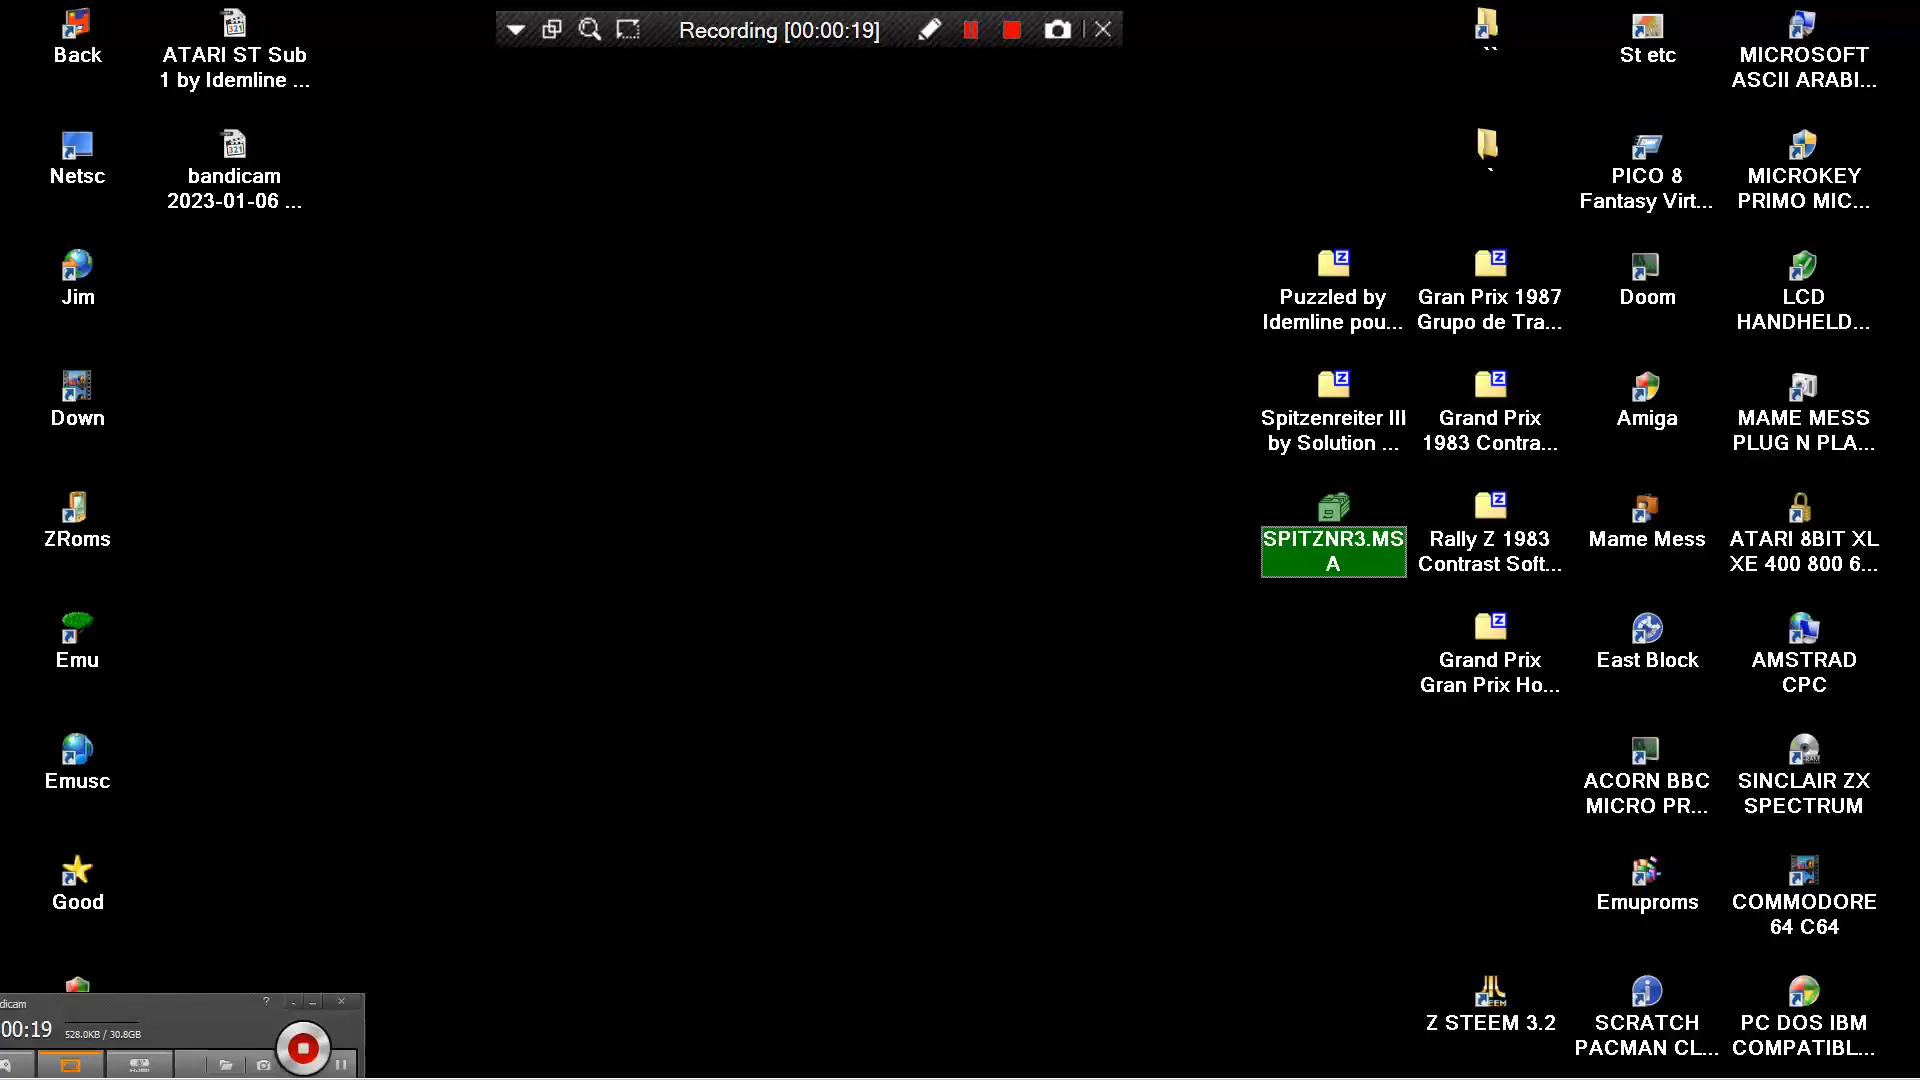 Recording [00:00:19]
Back
ATARI ST Sub
1 by Idemline ...
``
St etc
MICROSOFT
ASCII ARABI...
Netsc
bandicam
2023-01-06 ...
`
PICO 8
Fantasy Virt...
MICROKEY
PRIMO MIC...
Jim
Puzzled by
Idemline pou...
Gran Prix 1987
Grupo de Tra...
Doom
LCD
HANDHELD...
Down
Spitzenreiter III
by Solution ...
Grand Prix
1983 Contra...
Amiga
MAME MESS
PLUG N PLA...
ZRoms
SPITZNR3.MS
A
Rally Z 1983
Contrast Soft...
Mame Mess
ATARI 8BIT XL
XE 400 800 6...
Emu
Grand Prix
Gran Prix Ho...
East Block
AMSTRAD
CPC
Emusc
ACORN BBC
MICRO PR...
SINCLAIR ZX
SPECTRUM
Good
Emuproms
COMMODORE
64 C64
Z STEEM 3.2
SCRATCH
PACMAN CL...
PC DOS IBM
COMPATIBL...
dicam
00:19
528.0KB / 30.8GB